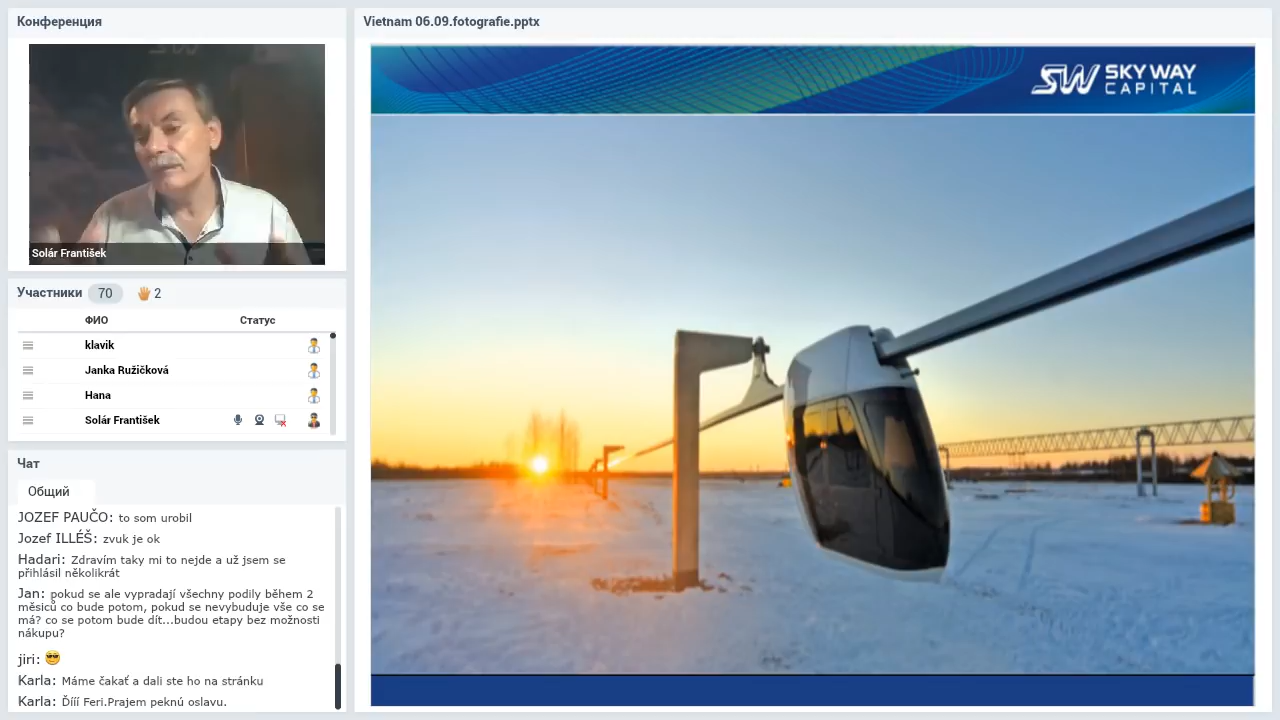 Конференция
Solár František
Участники 70 2
ФИО Статус
klavik
Janka Ružičková
Hana
Solár František
Чат
Общий
JOZEF PAUČO: to som urobil
Jozef ILLÉŠ: zvuk je ok
Hadari: Zdravím taky mi to nejde a už jsem se
přihlásil několikrát
Jan: pokud se ale vypradají všechny podily během 2
měsiců co bude potom, pokud se nevybuduje vše co se
má? co se potom bude dít...budou etapy bez možnosti
nákupu?
jiri:
Karla: Máme čakať a dali ste ho na stránku
Karla: Ďííí Feri.Prajem peknú oslavu.
Vietnam 06.09.fotografie.pptx
SW SKY WAY
CAPITAL